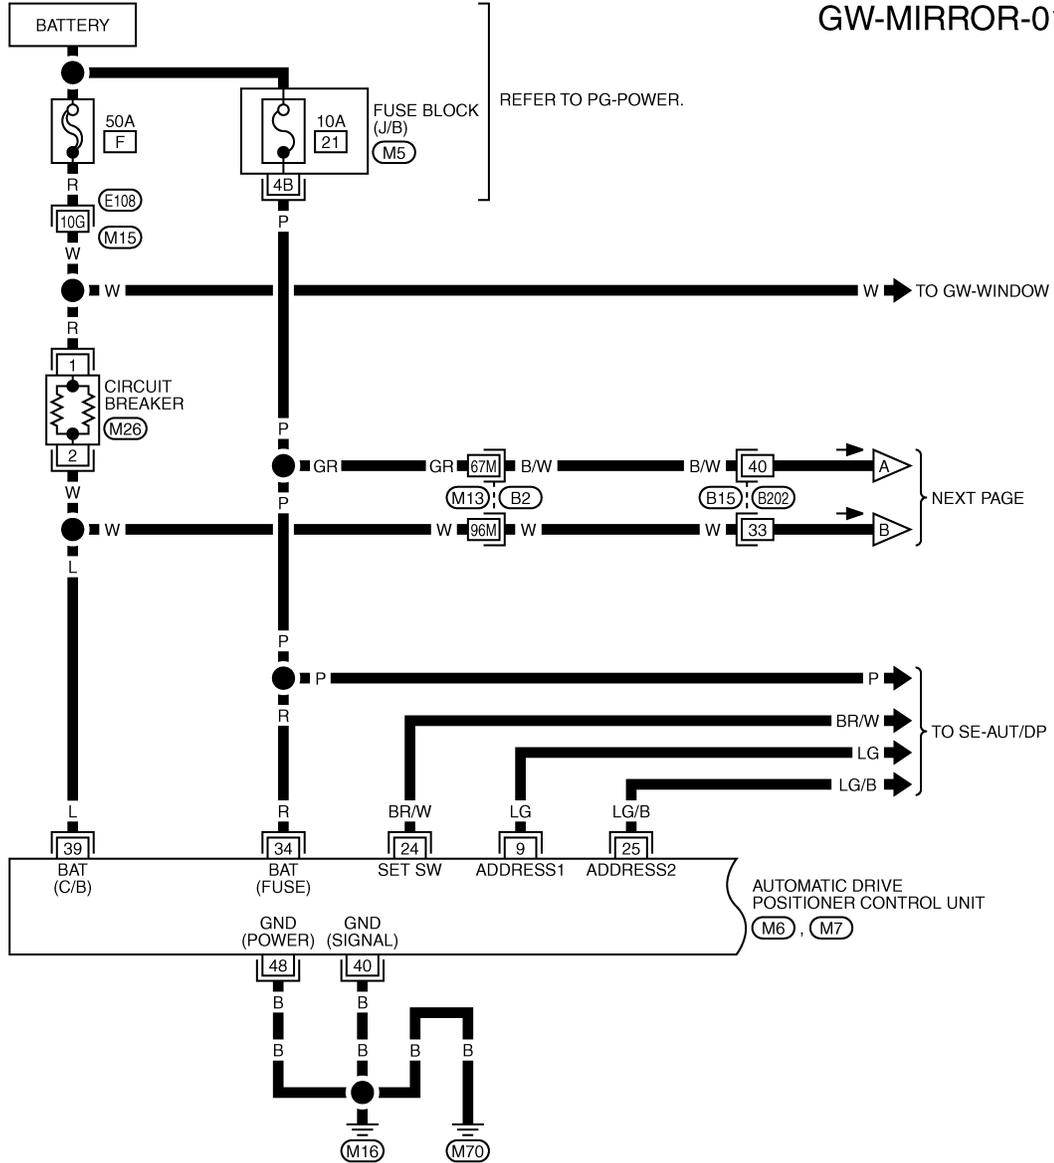 GW-MIRROR-01
BATTERY
REFER TO PG-POWER.
50A
F
10A
21
FUSE BLOCK
(J/B)
M5
R
4B
E108
10G
M15
P
W
W
W
TO GW-WINDOW
R
1
CIRCUIT
BREAKER
M26
2
P
GR
GR
67M
B/W
B/W
40
A
W
P
M13
B2
B15
B202
NEXT PAGE
W
W
96M
W
W
33
B
L
P
P
P
R
BR/W
TO SE-AUT/DP
LG
LG/B
L
R
BR/W
LG
LG/B
39
34
24
9
25
BAT
(C/B)
BAT
(FUSE)
SET SW
ADDRESS1
ADDRESS2
AUTOMATIC DRIVE
POSITIONER CONTROL UNIT
M6 , M7
GND
(POWER)
GND
(SIGNAL)
48
40
B
B
B
B
B
B
M16
M70